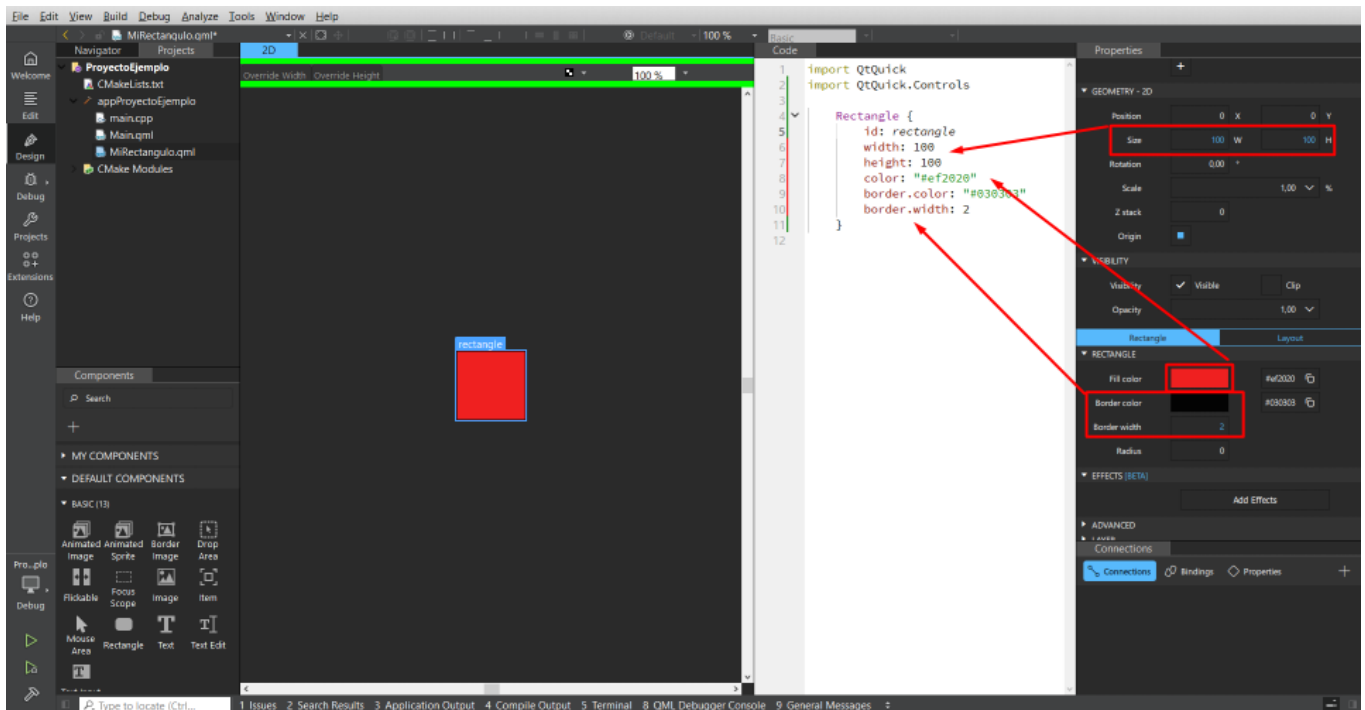 File Edit View Build Debug Analyze Tools Window Help
MiRectangulo.qml* Default 100 % Basic
Welcome
Edit
Design
Debug
Projects
Extensions
Help
Pro...plo
Debug
Navigator Projects
ProyectoEjemplo
CMakeLists.txt
appProyectoEjemplo
main.cpp
Main.qml
MiRectangulo.qml
CMake Modules
Components
Search
MY COMPONENTS
DEFAULT COMPONENTS
BASIC (13)
Animated Image
Animated Sprite
Border Image
Drop Area
Flickable
Focus Scope
Image
Item
Mouse Area
Rectangle
Text
Text Edit
2D
Override Width Override Height 100 %
rectangle
Code
1 import QtQuick
2 import QtQuick.Controls
3
4 Rectangle {
5 id: rectangle
6 width: 100
7 height: 100
8 color: "#ef2020"
9 border.color: "#030303"
10 border.width: 2
11 }
12
Properties
GEOMETRY - 2D
Position 0 X 0 Y
Size 100 W 100 H
Rotation 0,00 °
Scale 1,00 %
Z stack 0
Origin
VISIBILITY
Visibility Visible Clip
Opacity 1,00
Rectangle Layout
RECTANGLE
Fill color #ef2020
Border color #030303
Border width 2
Radius 0
EFFECTS (BETA)
Add Effects
ADVANCED
LAYER
Connections
Connections Bindings Properties
Type to locate (Ctrl... 1 Issues 2 Search Results 3 Application Output 4 Compile Output 5 Terminal 8 QML Debugger Console 9 General Messages